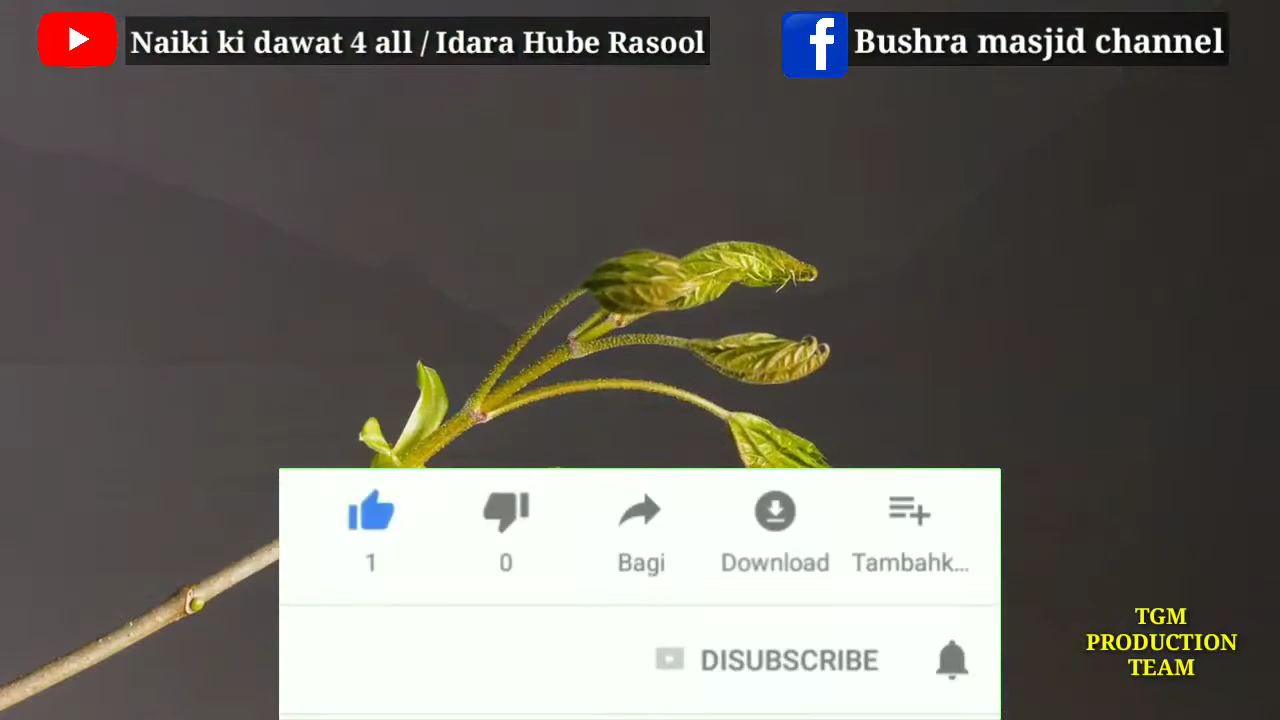 Naiki ki dawat 4 all / Idara Hube Rasool
Bushra masjid channel
1
0
Bagi
Download
Tambahk...
DISUBSCRIBE
TGM
PRODUCTION
TEAM